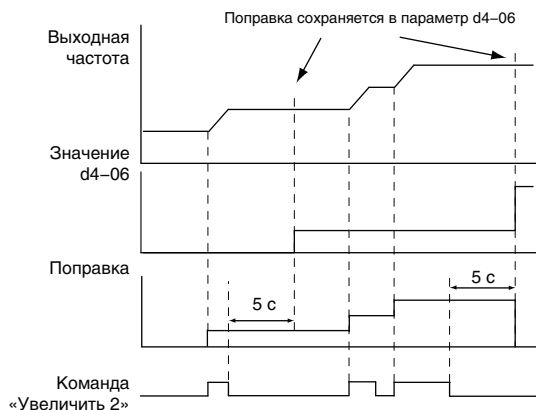 Поправка сохраняется в параметр d4–06
Выходная
частота
Значение
d4–06
Поправка
5 с
5 с
Команда
«Увеличить 2»